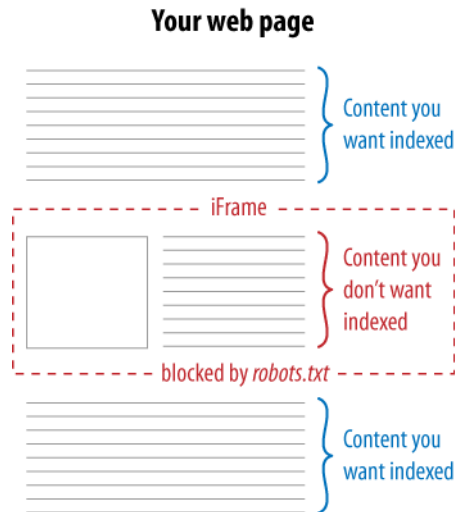 Your web page
Content you
want indexed
iFrame
Content you
don't want
indexed
blocked by robots.txt
Content you
want indexed